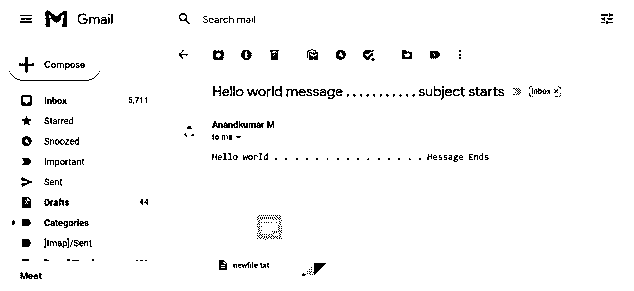 Gmail
Search mail
Compose
Hello world message ........... subject starts
Inbox x
Inbox 5,711
Starred
Snoozed
Important
Sent
Drafts 44
Categories
[Imap]/Sent
Meet
Anandkumar M
to me
Hello world . . . . . . . . . . . . . . . . Message Ends
newfile.txt